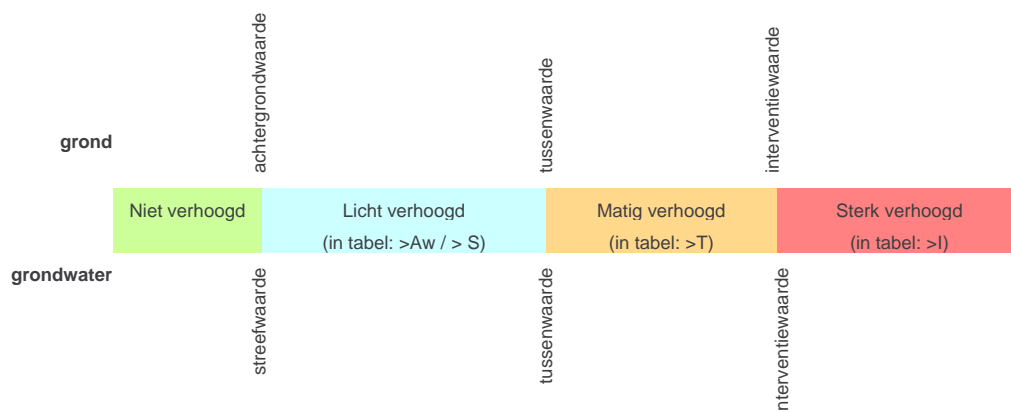 achtergrondwaarde
tussenwaarde
interventiewaarde
grond
Niet verhoogd
Licht verhoogd
(in tabel: >Aw / > S)
Matig verhoogd
(in tabel: >T)
Sterk verhoogd
(in tabel: >I)
grondwater
streefwaarde
tussenwaarde
interventiewaarde